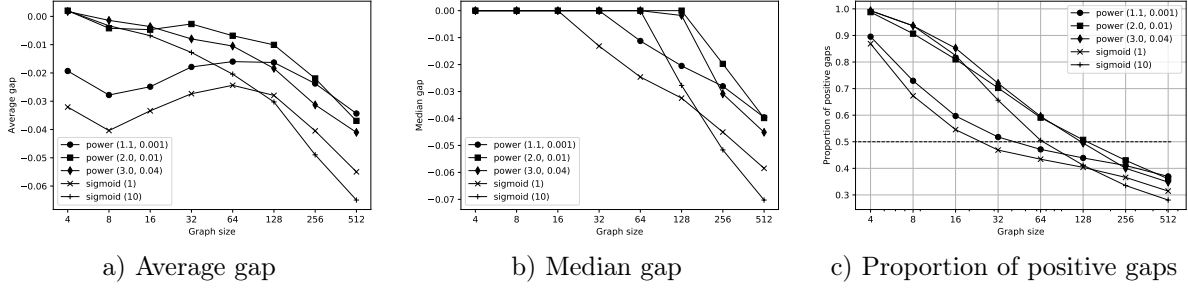 0.00
−0.01
−0.02
−0.03
−0.04
−0.05
−0.06
Average gap
power (1.1, 0.001)
power (2.0, 0.01)
power (3.0, 0.04)
sigmoid (1)
sigmoid (10)
4 8 16 32 64 128 256 512
Graph size
a) Average gap
0.00
−0.01
−0.02
−0.03
−0.04
−0.05
−0.06
−0.07
Median gap
power (1.1, 0.001)
power (2.0, 0.01)
power (3.0, 0.04)
sigmoid (1)
sigmoid (10)
4 8 16 32 64 128 256 512
Graph size
b) Median gap
1.0
0.9
0.8
0.7
0.6
0.5
0.4
0.3
Proportion of positive gaps
power (1.1, 0.001)
power (2.0, 0.01)
power (3.0, 0.04)
sigmoid (1)
sigmoid (10)
4 8 16 32 64 128 256 512
Graph size
c) Proportion of positive gaps